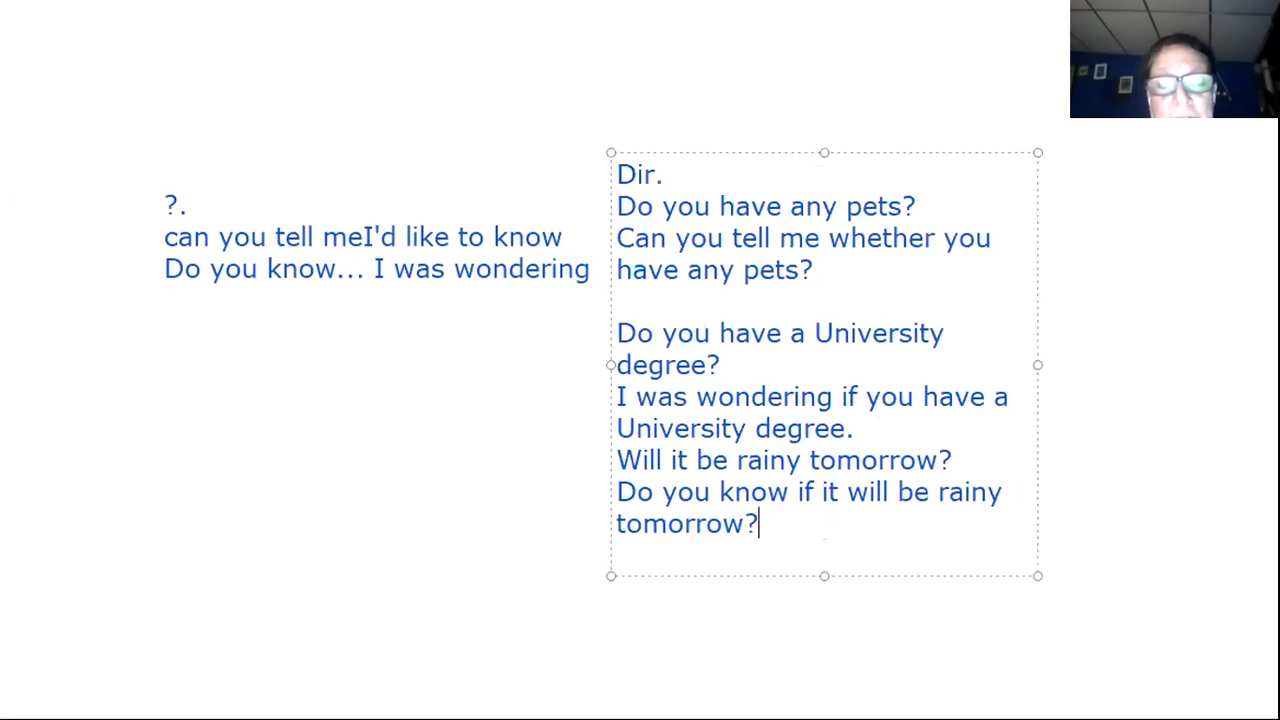 ?.
can you tell meI'd like to know
Do you know... I was wondering
Dir.
Do you have any pets?
Can you tell me whether you
have any pets?
Do you have a University
degree?
I was wondering if you have a
University degree.
Will it be rainy tomorrow?
Do you know if it will be rainy
tomorrow?